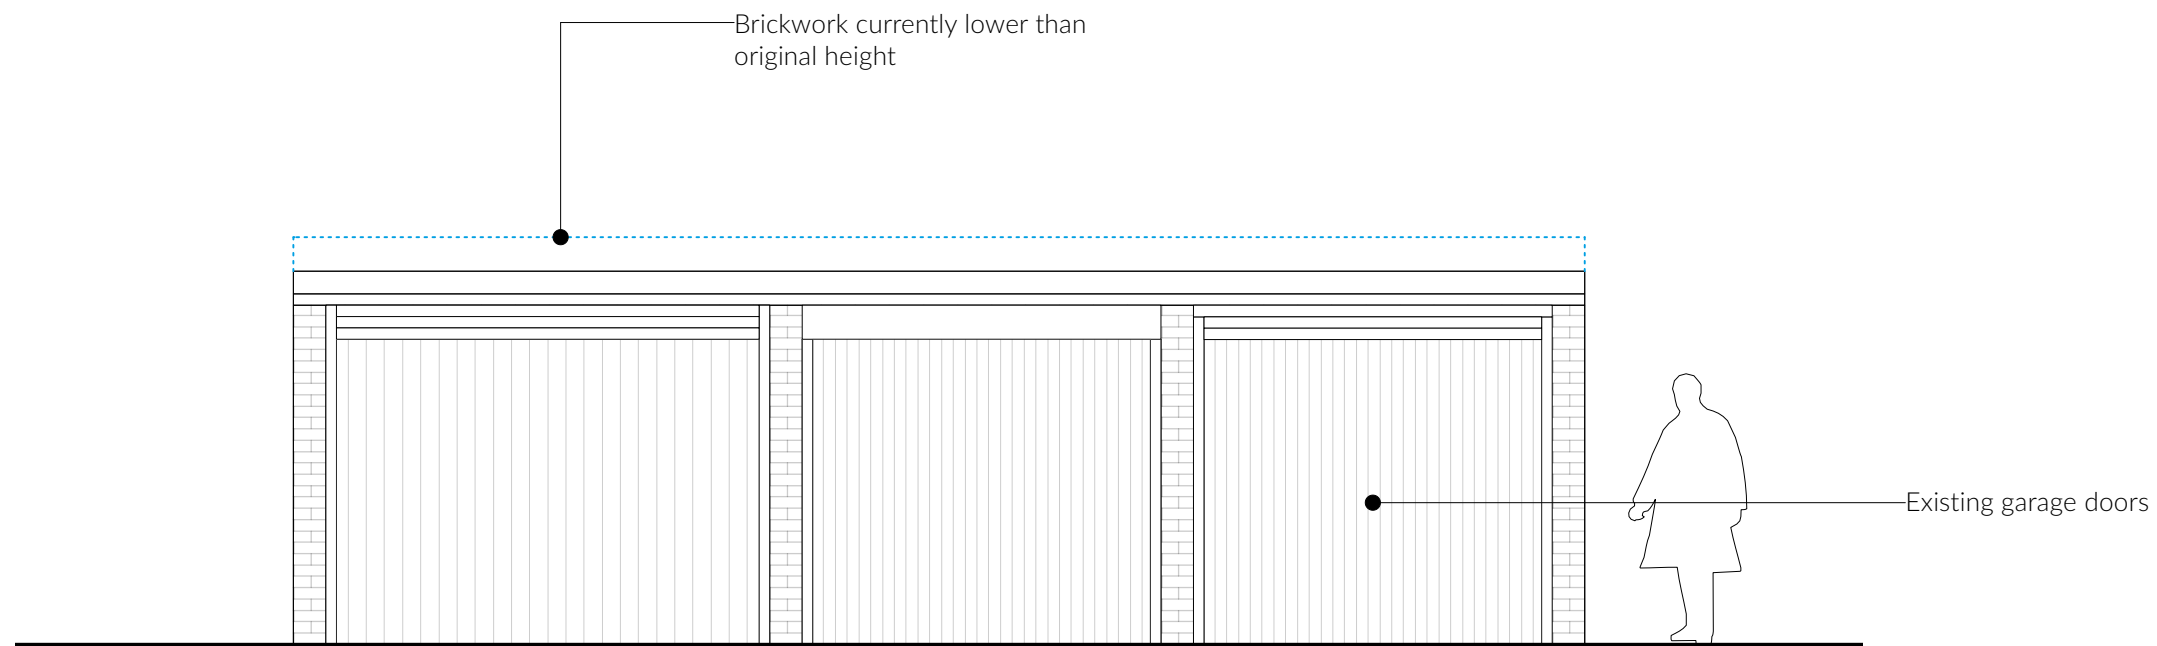 Brickwork currently lower than
original height
Existing garage doors